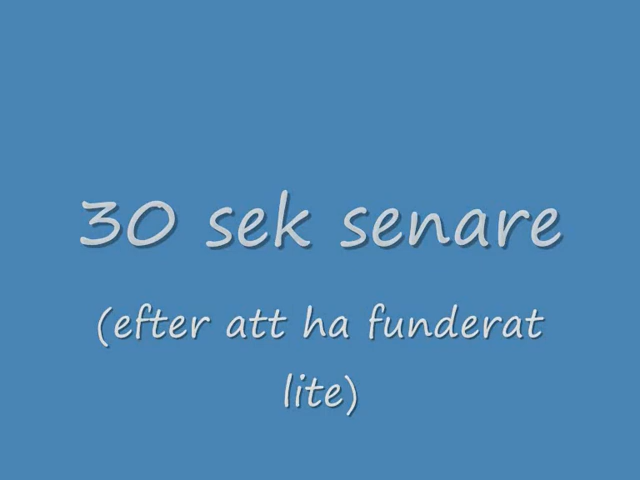 30 sek senare
(efter att ha funderat
lite)